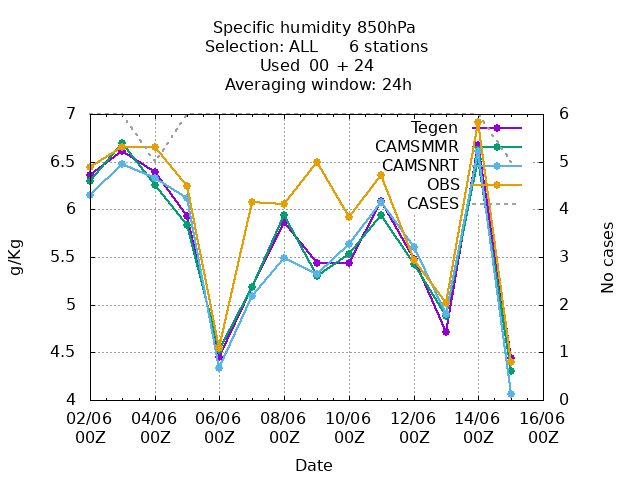 Specific humidity 850hPa
Selection: ALL 6 stations
Used 00 + 24
Averaging window: 24h
7 6
6.5 5
6 4
5.5 3
5 2
4.5 1
4 0
g/Kg
No cases
Tegen
CAMSMMR
CAMSNRT
OBS
CASES
02/06 04/06 06/06 08/06 10/06 12/06 14/06 16/06
00Z 00Z 00Z 00Z 00Z 00Z 00Z 00Z
Date